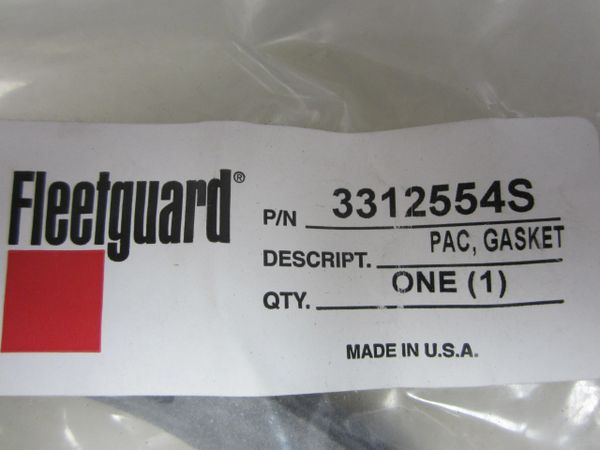 Fleetguard®
P/N 3312554S
DESCRIPT. PAC, GASKET
QTY. ONE (1)
MADE IN U.S.A.